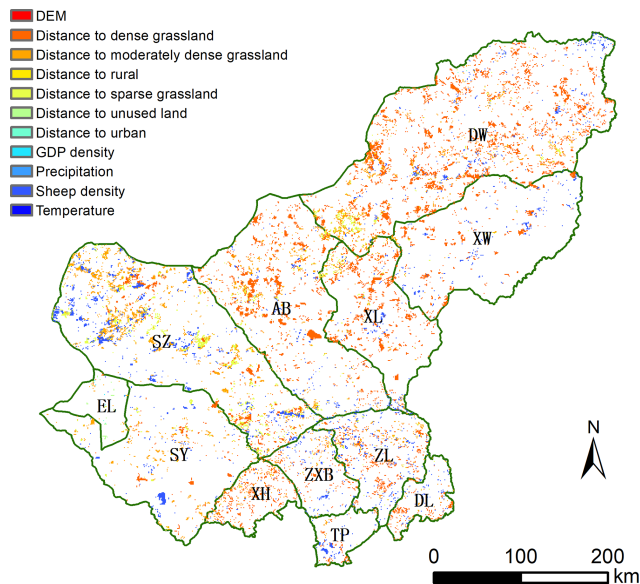 DEM
Distance to dense grassland
Distance to moderately dense grassland
Distance to rural
Distance to sparse grassland
Distance to unused land
Distance to urban
GDP density
Precipitation
Sheep density
Temperature
DW
XW
AB
XL
SZ
EL
SY
ZL
ZXB
XH
DL
TP
N
0 100 200
km